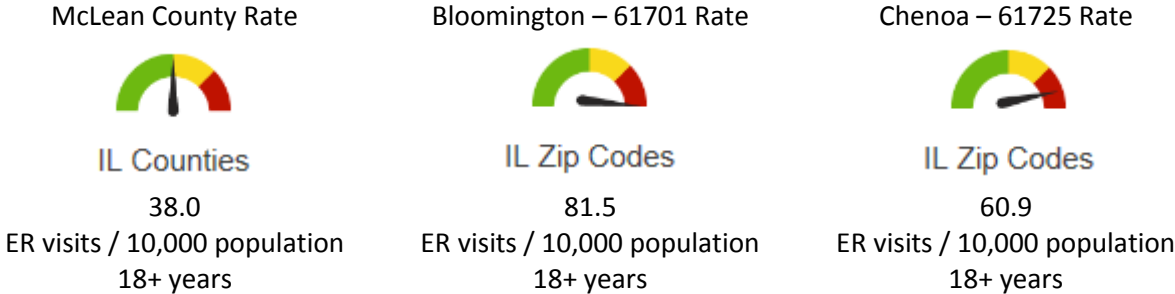 McLean County Rate
IL Counties
38.0
ER visits / 10,000 population
18+ years
Bloomington – 61701 Rate
IL Zip Codes
81.5
ER visits / 10,000 population
18+ years
Chenoa – 61725 Rate
IL Zip Codes
60.9
ER visits / 10,000 population
18+ years